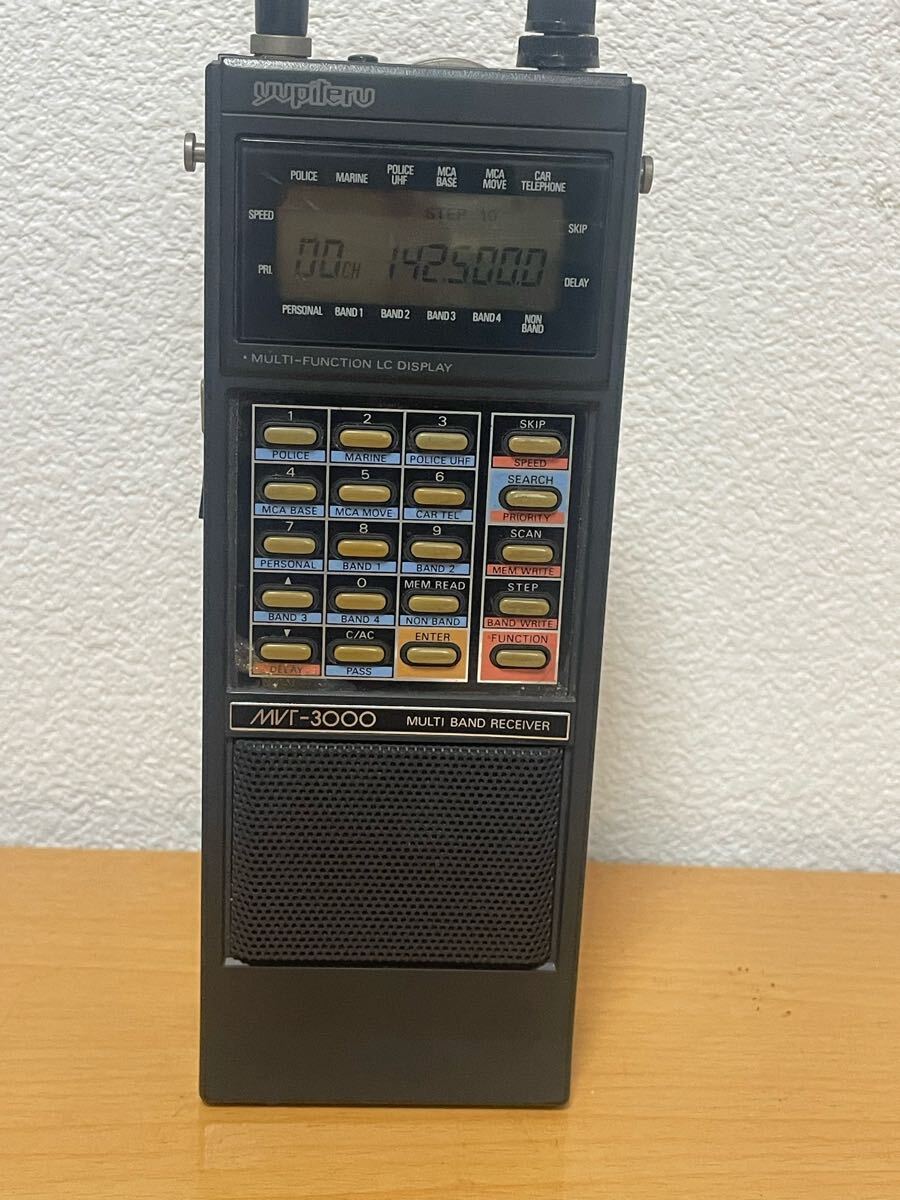 yupiteru
POLICE MARINE POLICE UHF MCA BASE MCA MOVE CAR TELEPHONE
SPEED STEP 10 SKIP
PRI. 00 CH 142.500.0 DELAY
PERSONAL BAND 1 BAND 2 BAND 3 BAND 4 NON BAND
• MULTI-FUNCTION LC DISPLAY
1 2 3 SKIP
POLICE MARINE POLICE UHF SPEED
4 5 6 SEARCH
MCA BASE MCA MOVE CAR TEL PRIORITY
7 8 9 SCAN
PERSONAL BAND 1 BAND 2 MEM WRITE
▲ 0 MEM READ STEP
BAND 3 BAND 4 NON BAND BAND WRITE
▼ C/AC ENTER FUNCTION
DELAY PASS
MVT-3000 MULTI BAND RECEIVER